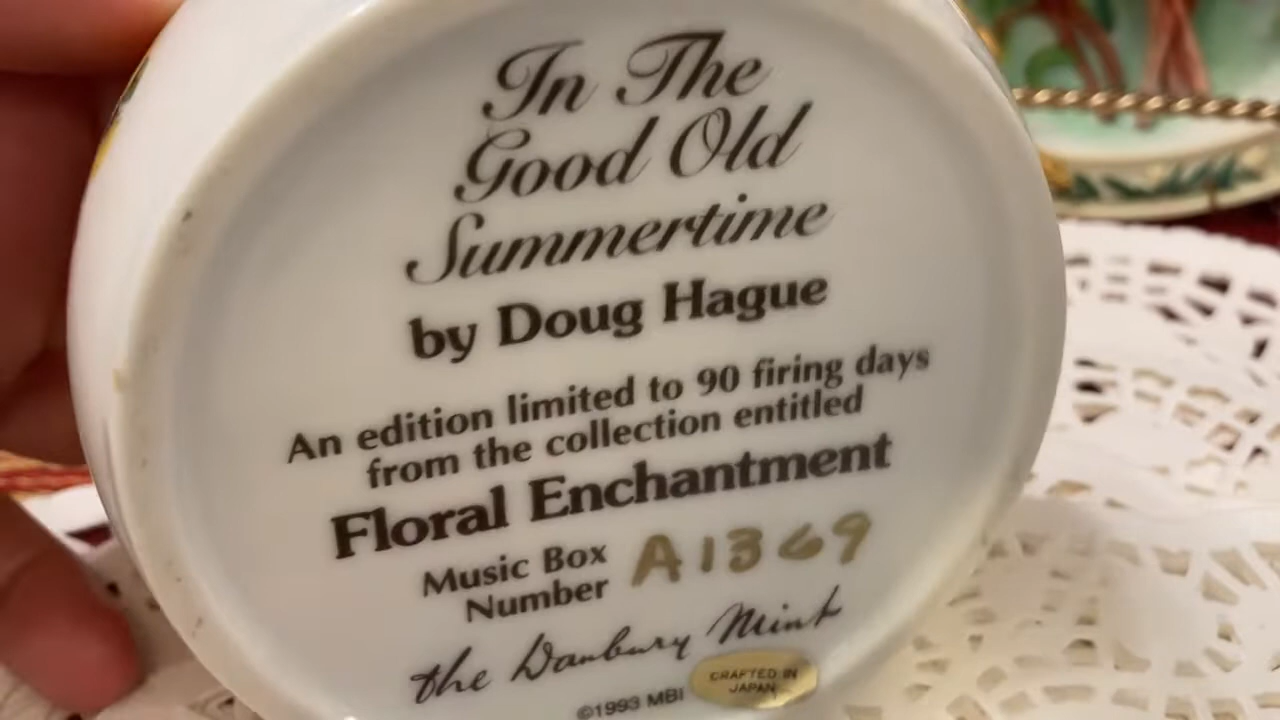 In The
Good Old
Summertime
by Doug Hague
An edition limited to 90 firing days
from the collection entitled
Floral Enchantment
Music Box
Number A1369
the Danbury Mint
©1993 MBI
CRAFTED IN
JAPAN